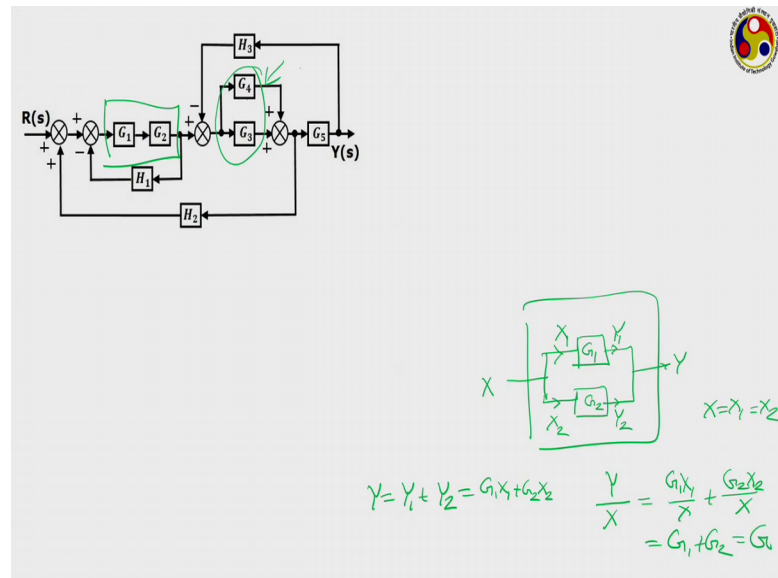 H₃
G₄
R(s) + + − G₁ G₂ + − G₃ + + G₅ Y(s)
+
H₁
H₂
X₁ G₁ Y₁
X Y
X₂ G₂ Y₂
X=X₁=X₂
Y=Y₁+Y₂=G₁X₁+G₂X₂ Y/X = G₁X₁/X + G₂X₂/X
=G₁+G₂=G